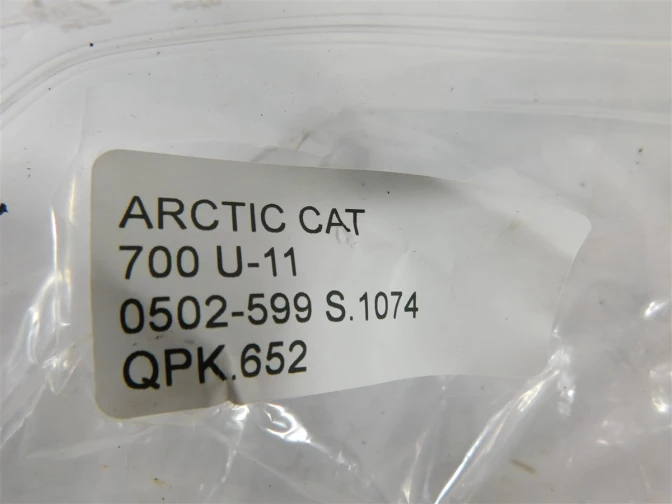 ARCTIC CAT
700 U-11
0502-599 S.1074
QPK.652